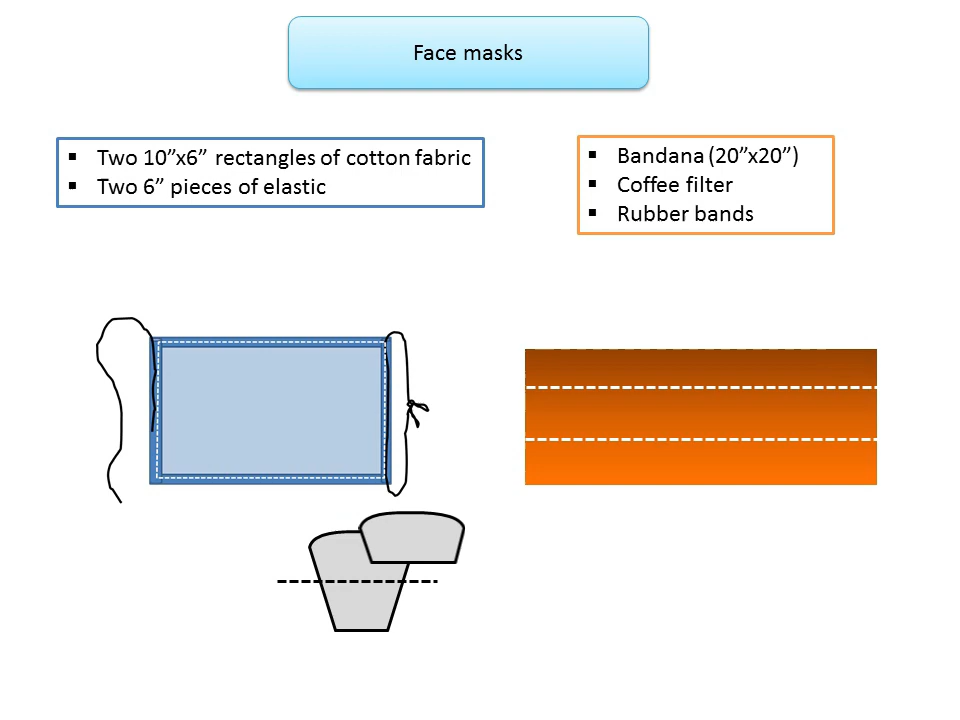 Face masks
▪ Two 10”x6” rectangles of cotton fabric
▪ Two 6” pieces of elastic
▪ Bandana (20”x20”)
▪ Coffee filter
▪ Rubber bands